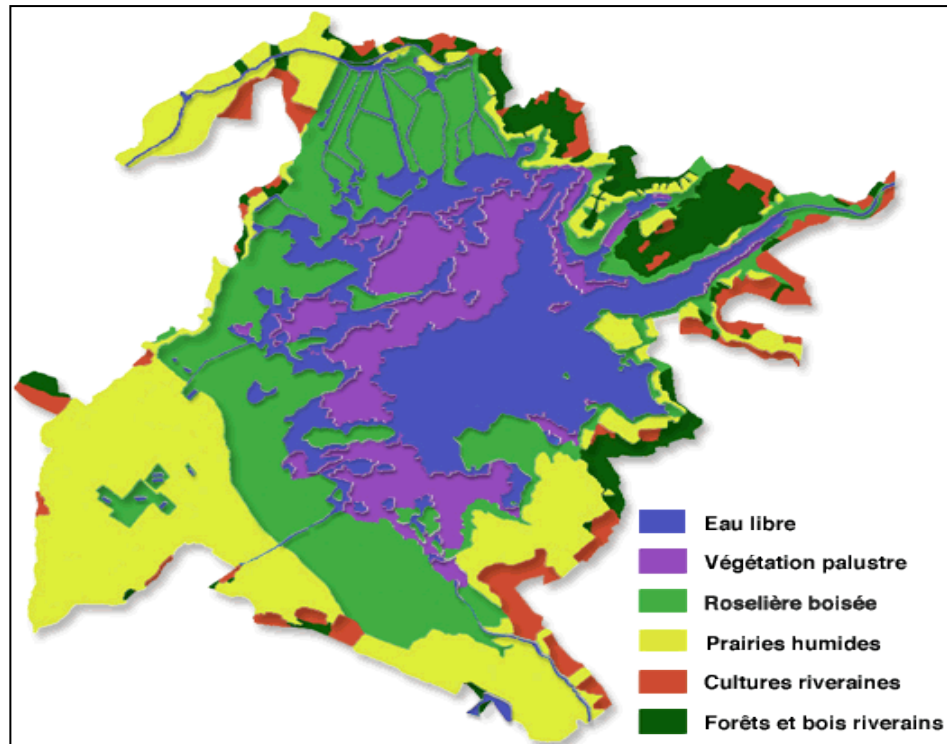 Eau libre
Végétation palustre
Roselière boisée
Prairies humides
Cultures riveraines
Forêts et bois riverains